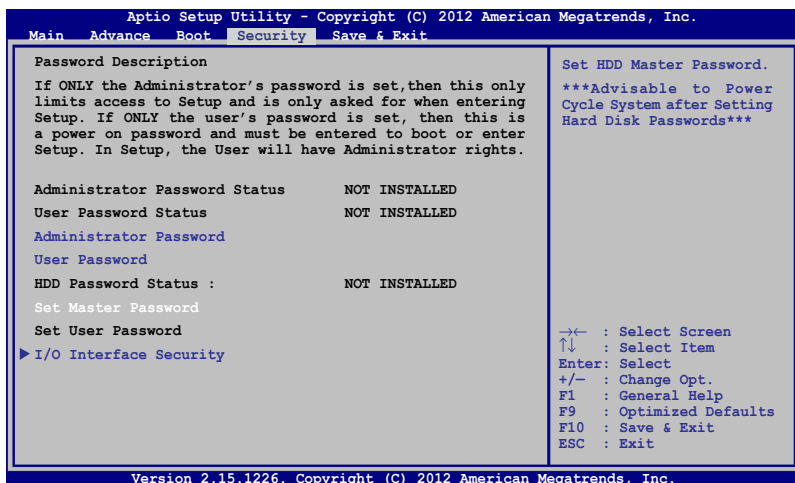 Aptio Setup Utility - Copyright (C) 2012 American Megatrends, Inc.
Main Advance Boot Security Save & Exit
Password Description
If ONLY the Administrator's password is set,then this only
limits access to Setup and is only asked for when entering
Setup. If ONLY the user's password is set, then this is
a power on password and must be entered to boot or enter
Setup. In Setup, the User will have Administrator rights.
Administrator Password Status NOT INSTALLED
User Password Status NOT INSTALLED
Administrator Password
User Password
HDD Password Status : NOT INSTALLED
Set Master Password
Set User Password
I/O Interface Security
Set HDD Master Password.
***Advisable to Power
Cycle System after Setting
Hard Disk Passwords***
→← : Select Screen
↑↓ : Select Item
Enter: Select
+/— : Change Opt.
F1 : General Help
F9 : Optimized Defaults
F10 : Save & Exit
ESC : Exit
Version 2.15.1226. Copyright (C) 2012 American Megatrends, Inc.